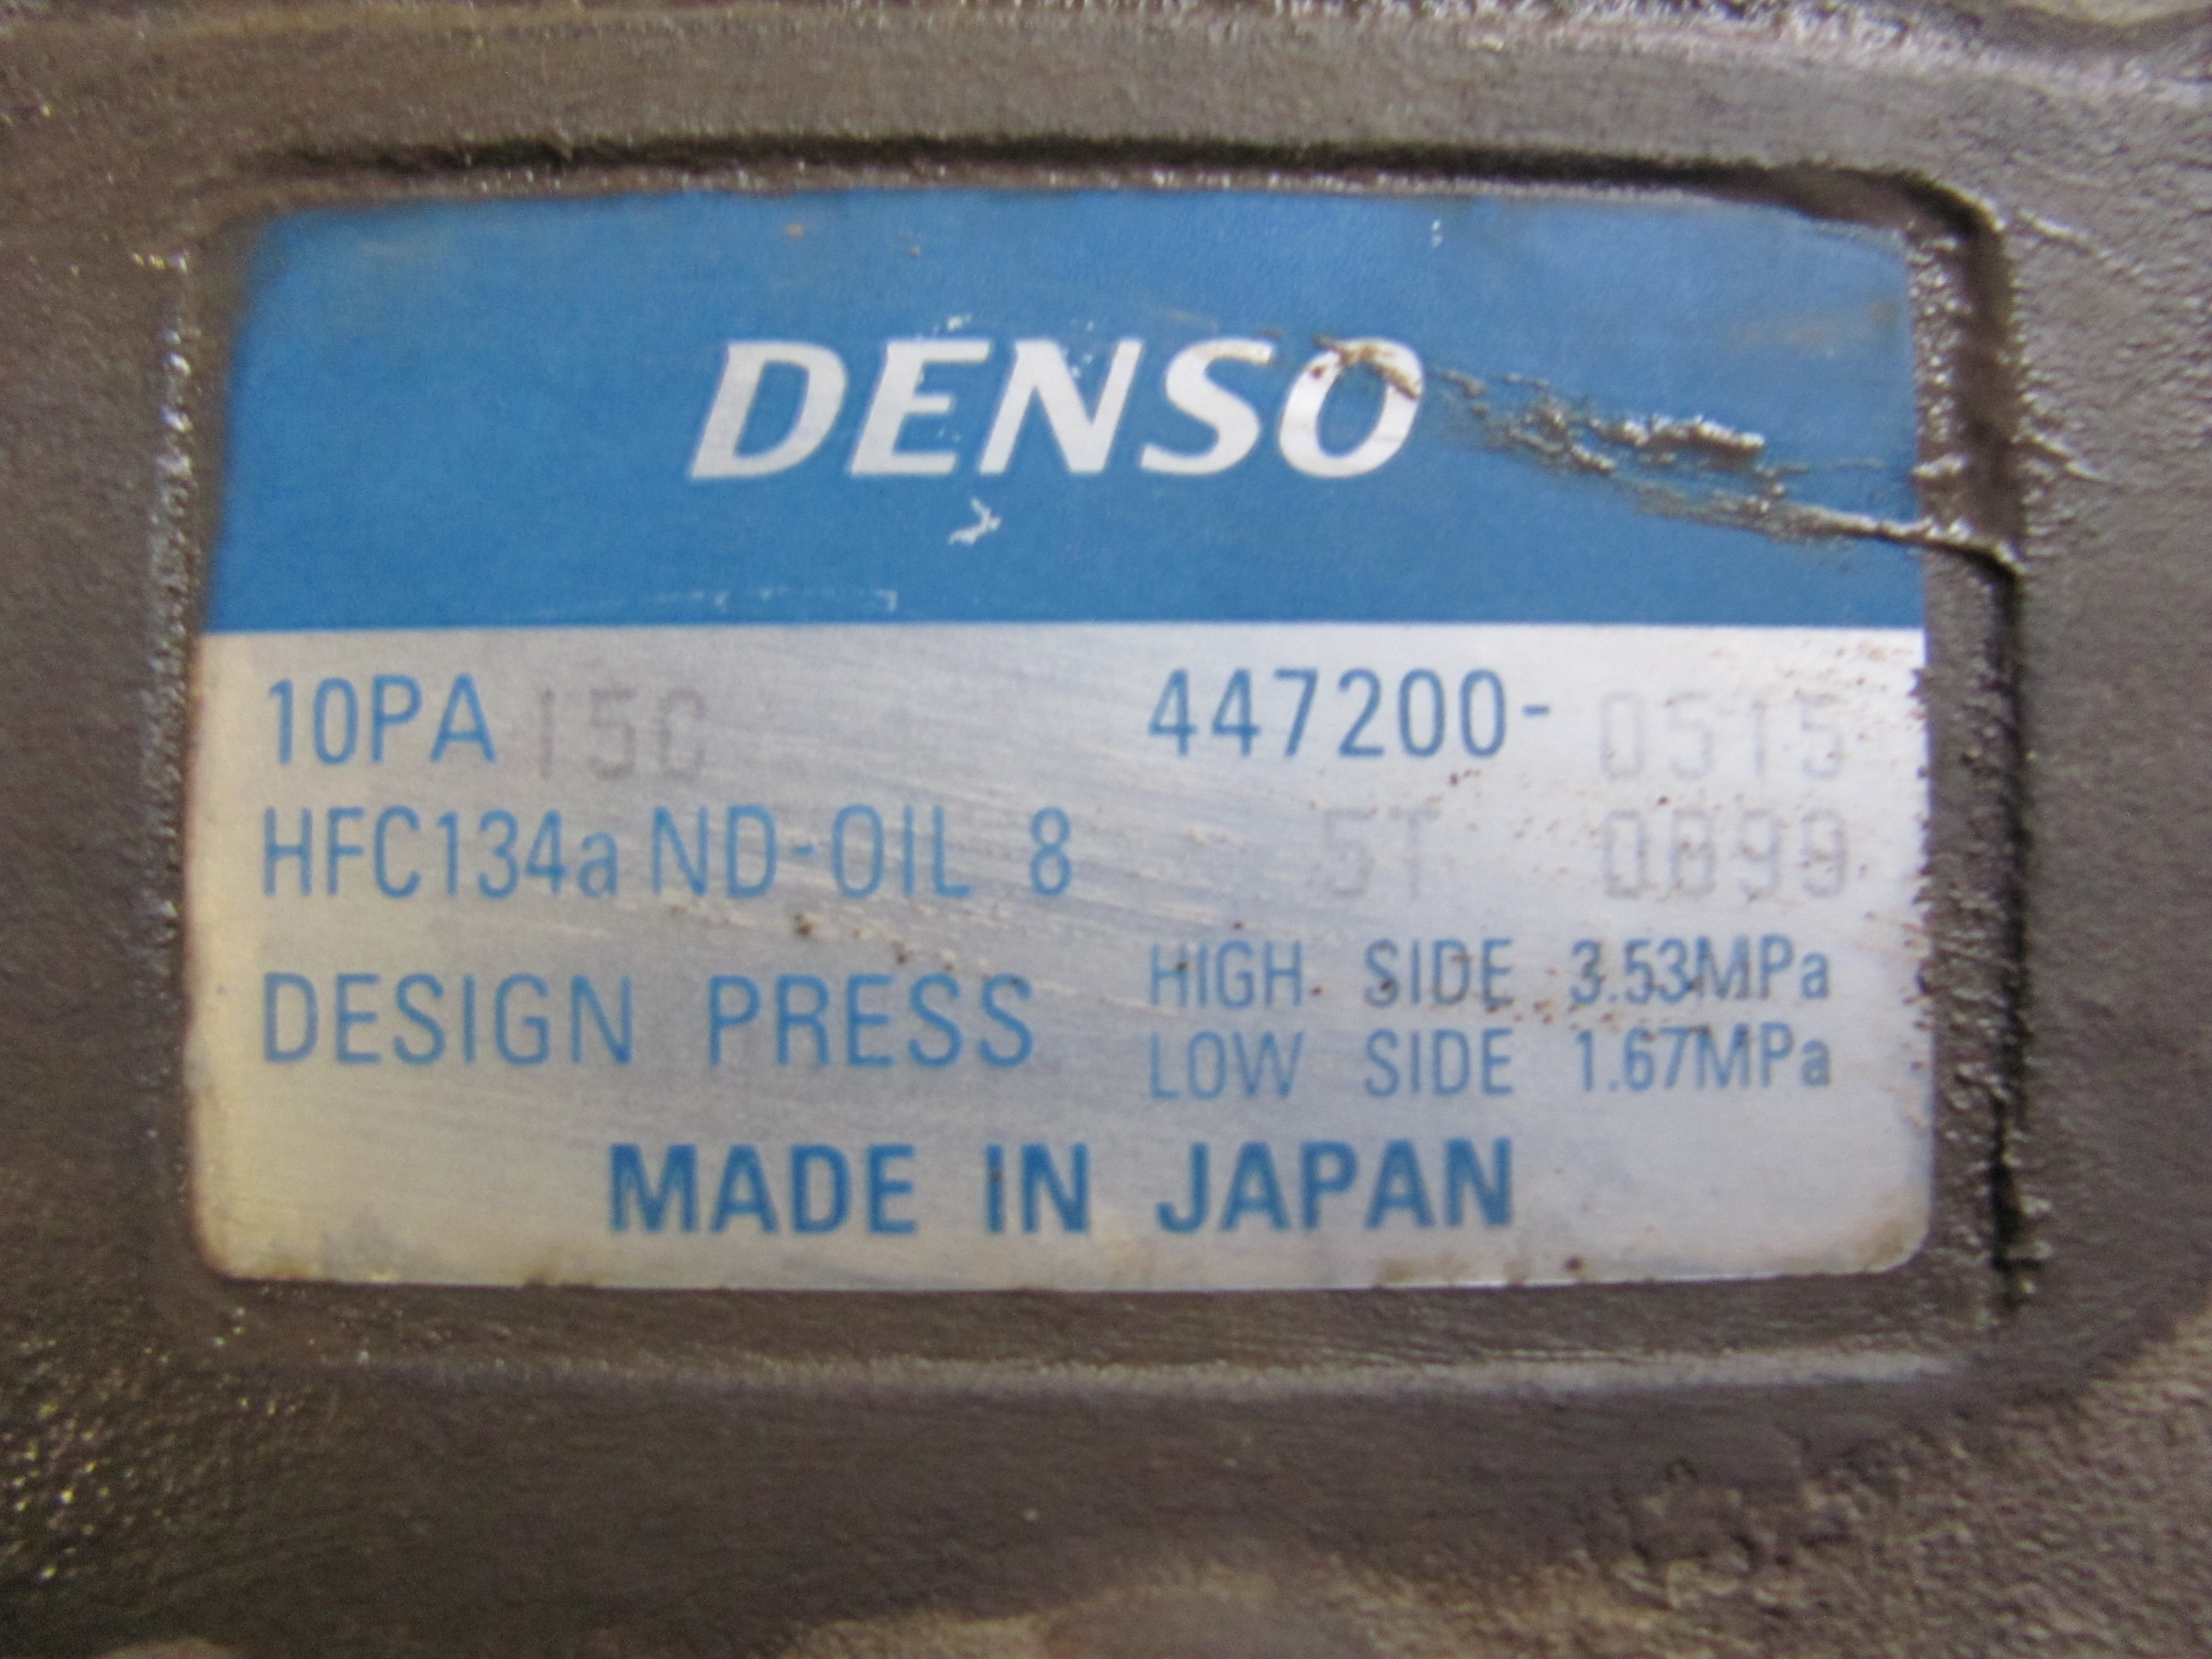 DENSO
10PA 15C 447200- 0515
HFC134a ND-OIL 8 5T 0899
DESIGN PRESS HIGH SIDE 3.53MPa
LOW SIDE 1.67MPa
MADE IN JAPAN